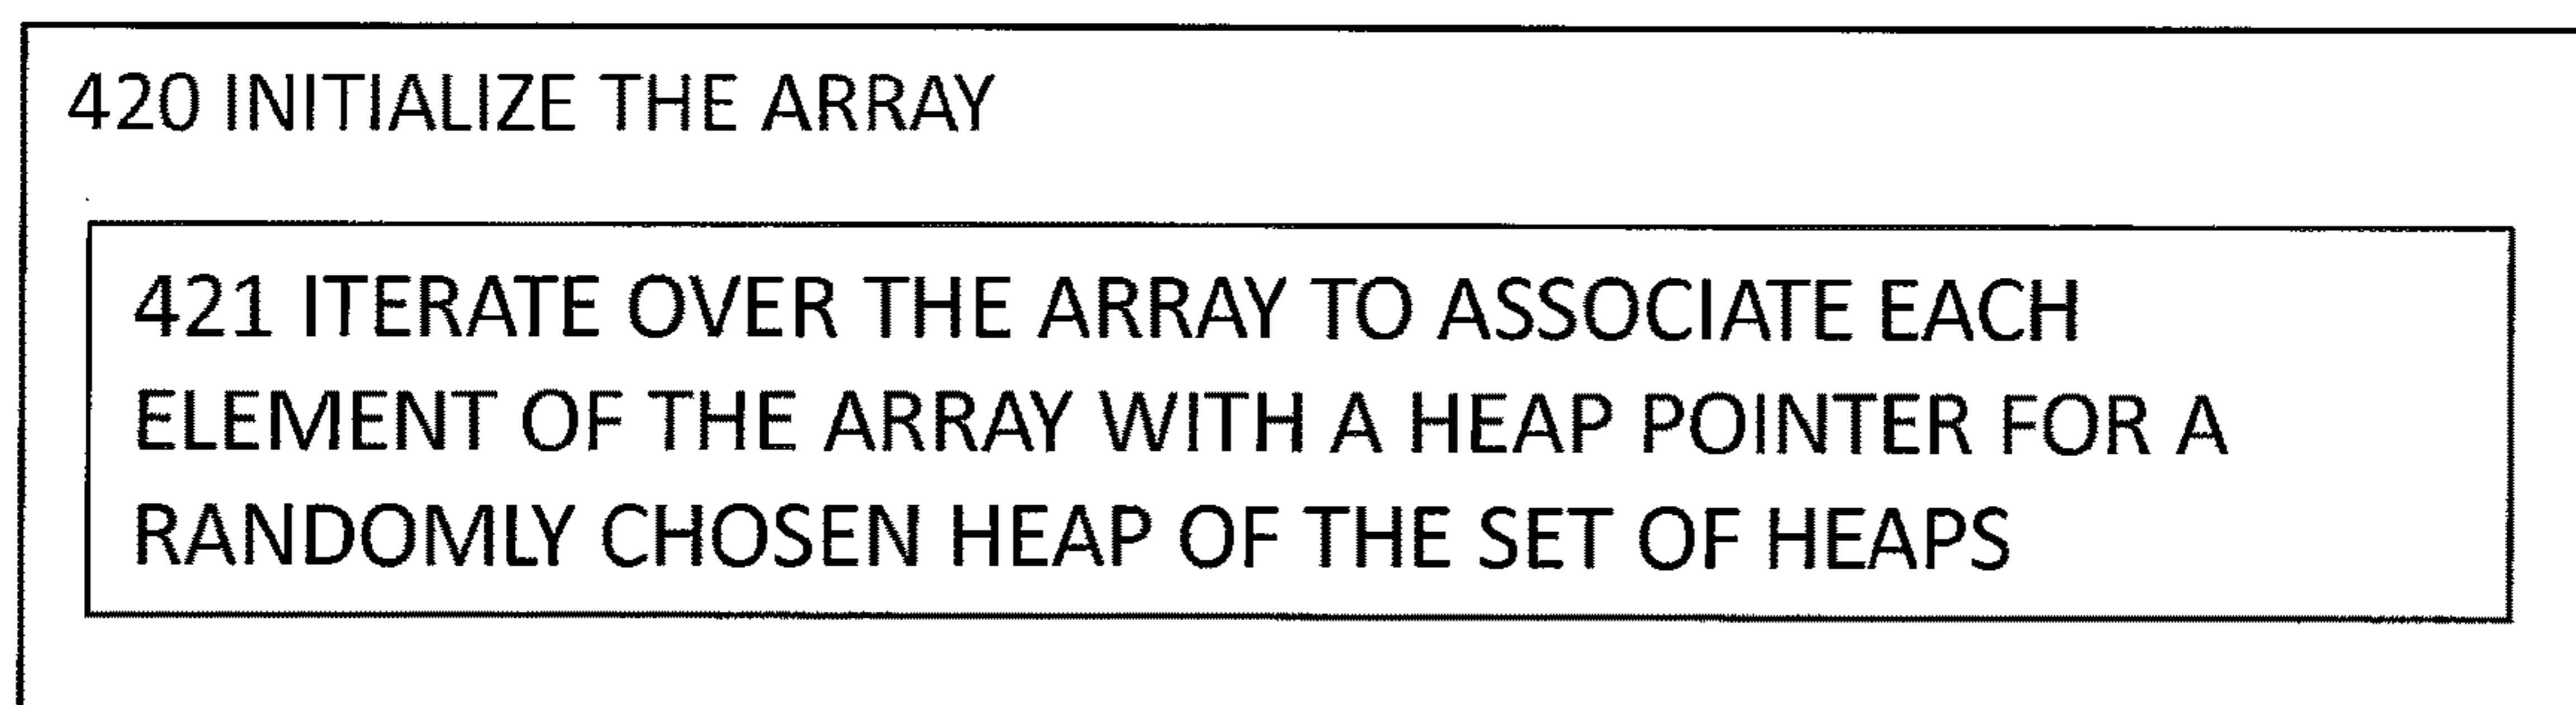 420 INITIALIZE THE ARRAY
421 ITERATE OVER THE ARRAY TO ASSOCIATE EACH
ELEMENT OF THE ARRAY WITH A HEAP POINTER FOR A
RANDOMLY CHOSEN HEAP OF THE SET OF HEAPS